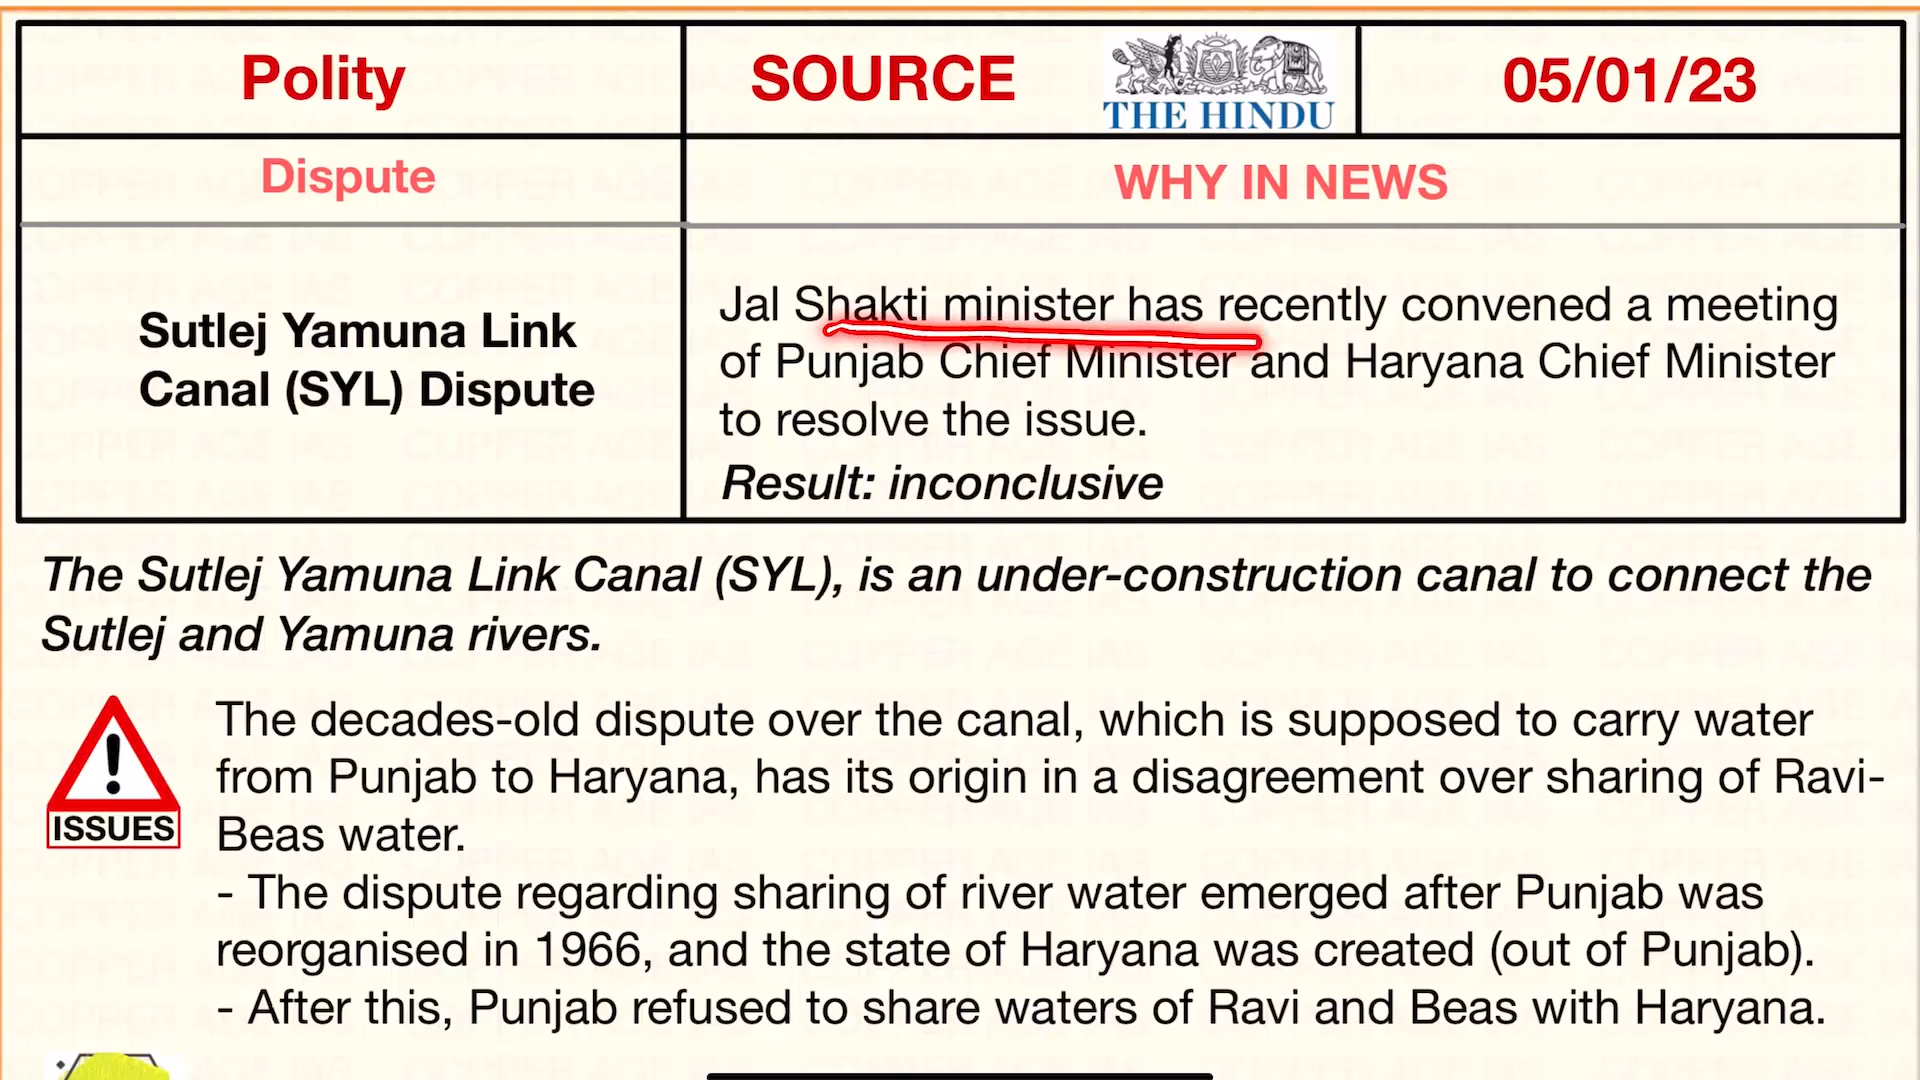 Polity
SOURCE
THE HINDU
05/01/23
Dispute
WHY IN NEWS
Sutlej Yamuna Link
Canal (SYL) Dispute
Jal Shakti minister has recently convened a meeting
of Punjab Chief Minister and Haryana Chief Minister
to resolve the issue.
Result: inconclusive
The Sutlej Yamuna Link Canal (SYL), is an under-construction canal to connect the
Sutlej and Yamuna rivers.
ISSUES
The decades-old dispute over the canal, which is supposed to carry water
from Punjab to Haryana, has its origin in a disagreement over sharing of Ravi-
Beas water.
- The dispute regarding sharing of river water emerged after Punjab was
reorganised in 1966, and the state of Haryana was created (out of Punjab).
- After this, Punjab refused to share waters of Ravi and Beas with Haryana.
COPPER AGE IAS